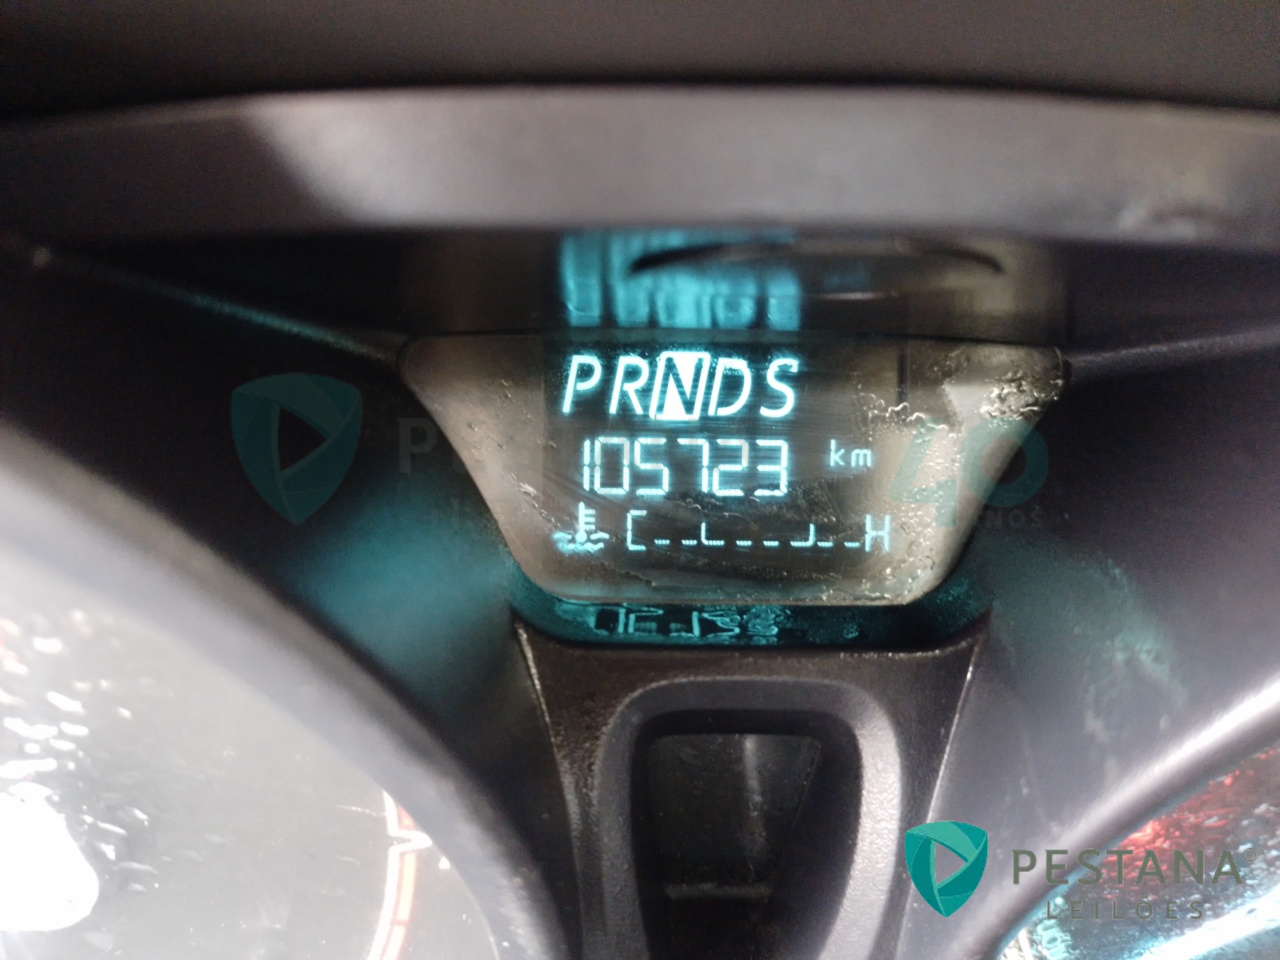 PRNDS
105723 km
C H
PESTANA
LEILÕES